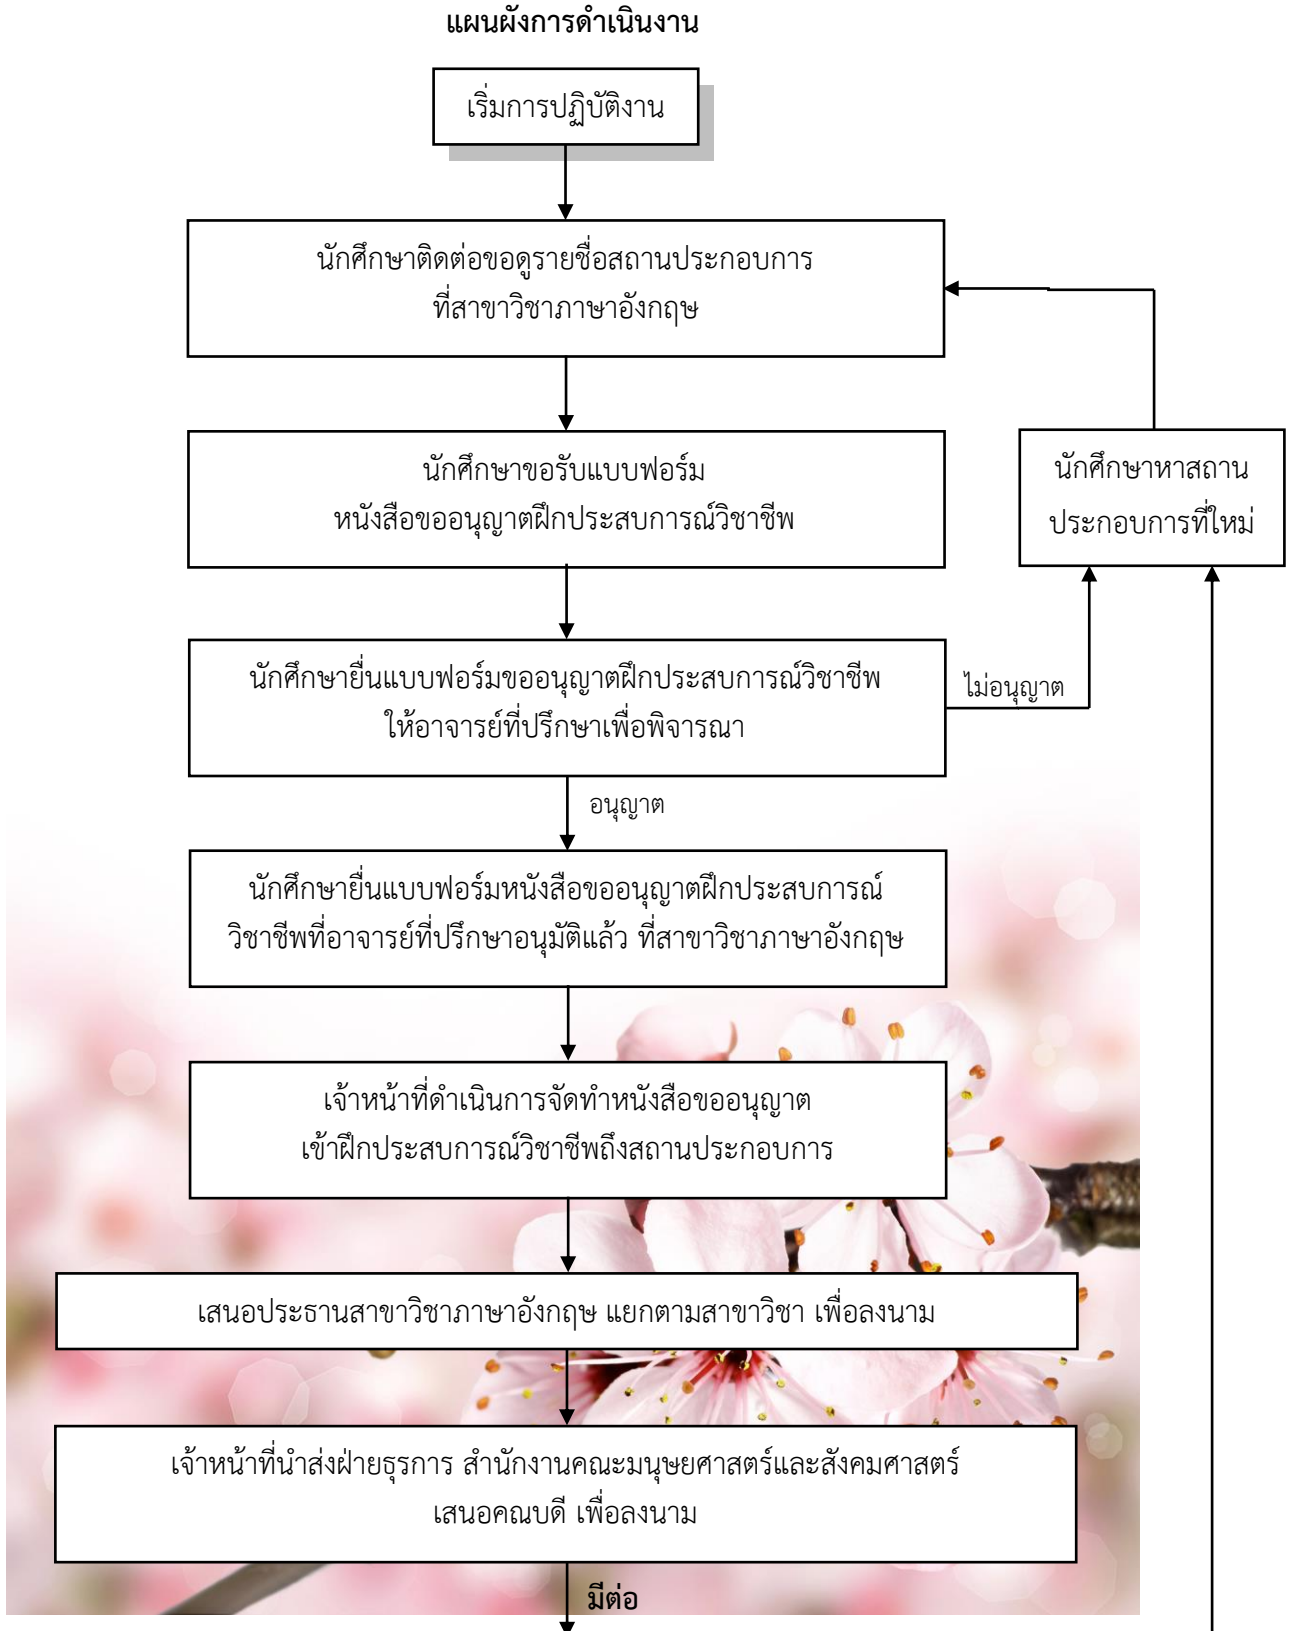 แผนผังการดำเนินงาน
เริ่มการปฏิบัติงาน
นักศึกษาติดต่อขอดูรายชื่อสถานประกอบการ
ที่สาขาวิชาภาษาอังกฤษ
นักศึกษาขอรับแบบฟอร์ม
หนังสือขออนุญาตฝึกประสบการณ์วิชาชีพ
นักศึกษาหาสถาน
ประกอบการที่ใหม่
นักศึกษายื่นแบบฟอร์มขออนุญาตฝึกประสบการณ์วิชาชีพ
ให้อาจารย์ที่ปรึกษาเพื่อพิจารณา
ไม่อนุญาต
อนุญาต
นักศึกษายื่นแบบฟอร์มหนังสือขออนุญาตฝึกประสบการณ์
วิชาชีพที่อาจารย์ที่ปรึกษาอนุมัติแล้ว ที่สาขาวิชาภาษาอังกฤษ
เจ้าหน้าที่ดำเนินการจัดทำหนังสือขออนุญาต
เข้าฝึกประสบการณ์วิชาชีพถึงสถานประกอบการ
เสนอประธานสาขาวิชาภาษาอังกฤษ แยกตามสาขาวิชา เพื่อลงนาม
เจ้าหน้าที่นำส่งฝ่ายธุรการ สำนักงานคณะมนุษยศาสตร์และสังคมศาสตร์
เสนอคณบดี เพื่อลงนาม
มีต่อ